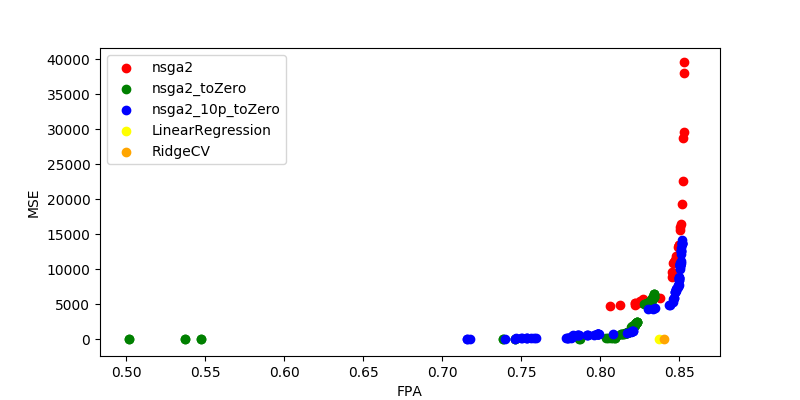 40000
35000
30000
25000
20000
15000
10000
5000
0
MSE
nsga2
nsga2_toZero
nsga2_10p_toZero
LinearRegression
RidgeCV
0.50 0.55 0.60 0.65 0.70 0.75 0.80 0.85
FPA